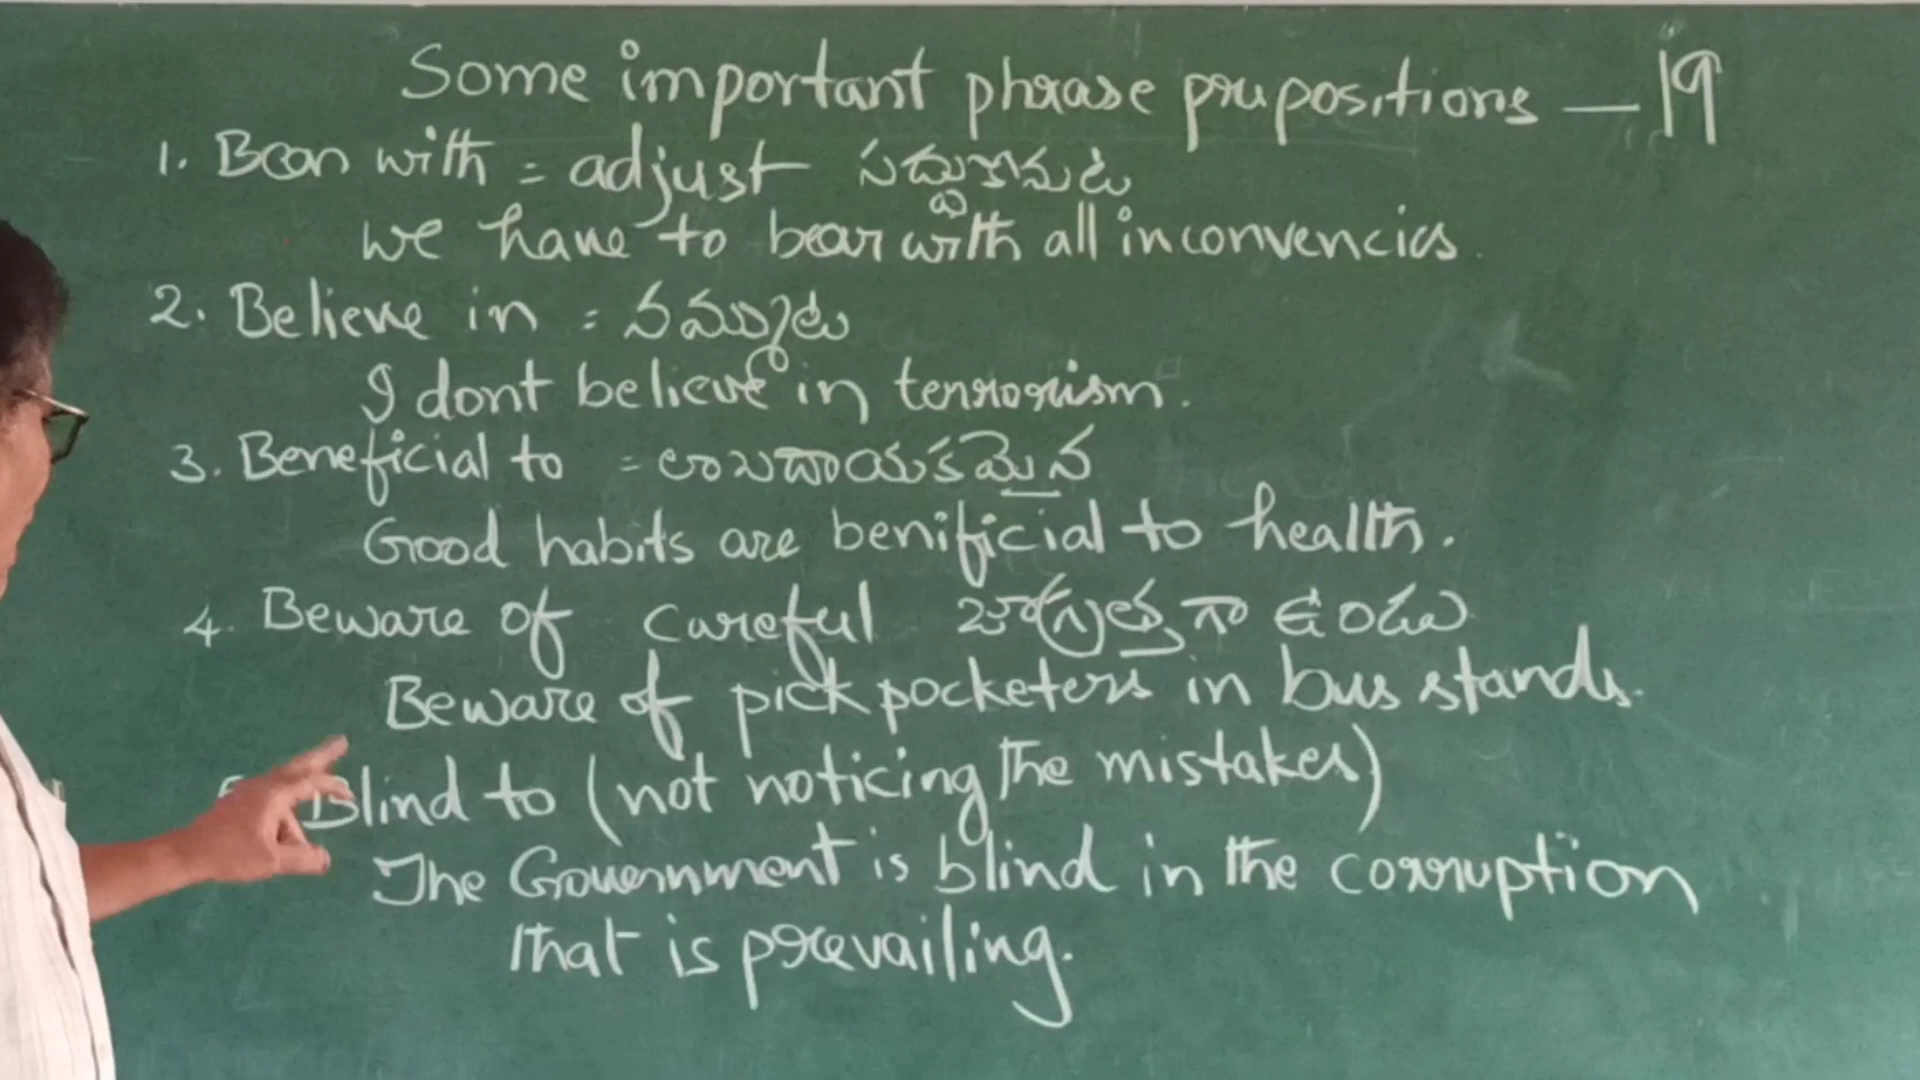 Some important phrase prepositions — 19
1. Bear with = adjust సర్దుకొనుట
we have to bear with all inconvencies.
2. Believe in = నమ్ముట
I dont believe in terrorism.
3. Beneficial to = లాబదాయకమైన
Good habits are benificial to health.
4. Beware of careful జాగ్రత్తగా ఉండు
Beware of pick pocketers in bus stands.
Blind to (not noticing the mistakes)
The Government is blind in the corruption
that is prevailing.